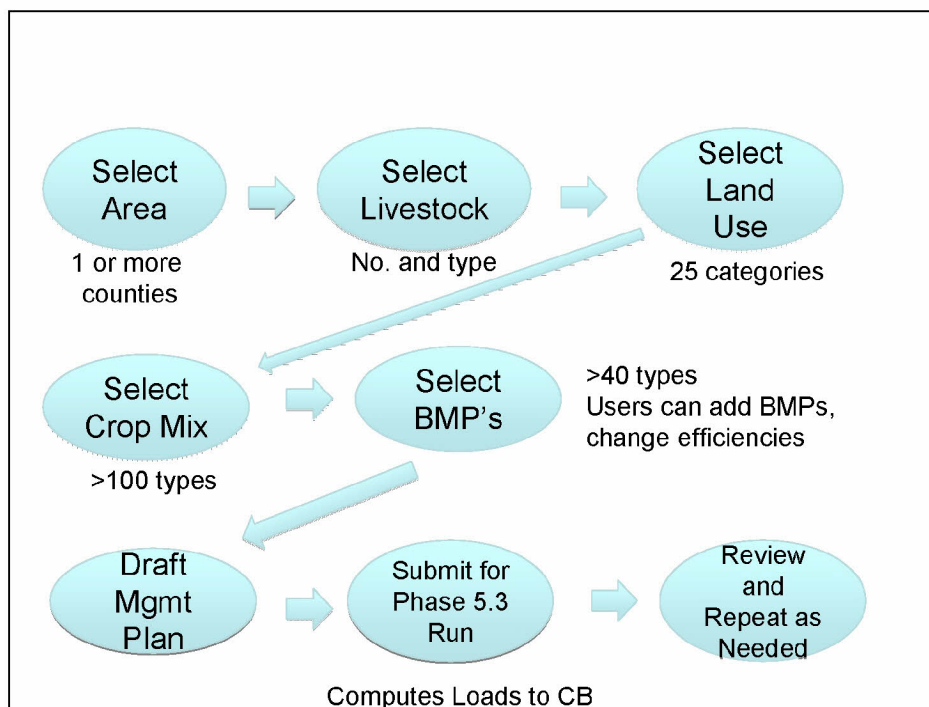 Select
Area
1 or more
counties
Select
Livestock
No. and type
Select
Land
Use
25 categories
Select
Crop Mix
>100 types
Select
BMP's
>40 types
Users can add BMPs,
change efficiencies
Draft
Mgmt
Plan
Submit for
Phase 5.3
Run
Computes Loads to CB
Review
and
Repeat as
Needed